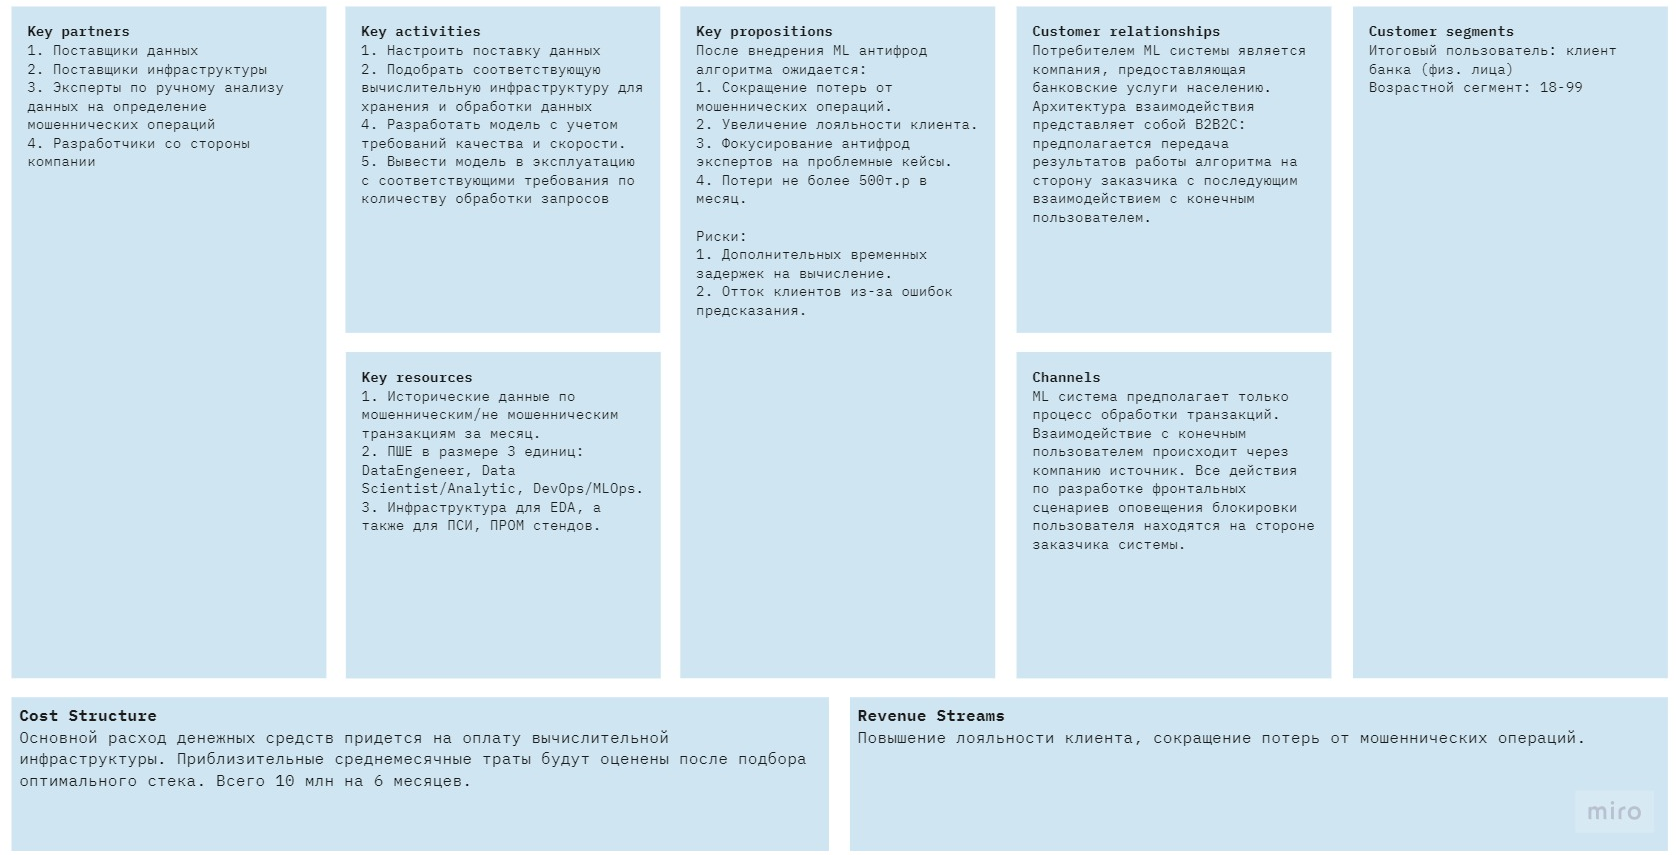 Key partners
1. Поставщики данных
2. Поставщики инфраструктуры
3. Эксперты по ручному анализу
данных на определение
мошеннических операций
4. Разработчики со стороны
компании
Key activities
1. Настроить поставку данных
2. Подобрать соответствующую
вычислительную инфраструктуру для
хранения и обработки данных
4. Разработать модель с учетом
требований качества и скорости.
5. Вывести модель в эксплуатацию
с соответствующими требования по
количеству обработки запросов
Key resources
1. Исторические данные по
мошенническим/не мошенническим
транзакциям за месяц.
2. ПШЕ в размере 3 единиц:
DataEngeneer, Data
Scientist/Analytic, DevOps/MLOps.
3. Инфраструктура для EDA, а
также для ПСИ, ПРОМ стендов.
Key propositions
После внедрения ML антифрод
алгоритма ожидается:
1. Сокращение потерь от
мошеннических операций.
2. Увеличение лояльности клиента.
3. Фокусирование антифрод
экспертов на проблемные кейсы.
4. Потери не более 500т.р в
месяц.
Риски:
1. Дополнительных временных
задержек на вычисление.
2. Отток клиентов из-за ошибок
предсказания.
Customer relationships
Потребителем ML системы является
компания, предоставляющая
банковские услуги населению.
Архитектура взаимодействия
представляет собой B2B2C:
предполагается передача
результатов работы алгоритма на
сторону заказчика с последующим
взаимодействием с конечным
пользователем.
Channels
ML система предполагает только
процесс обработки транзакций.
Взаимодействие с конечным
пользователем происходит через
компанию источник. Все действия
по разработке фронтальных
сценариев оповещения блокировки
пользователя находятся на стороне
заказчика системы.
Customer segments
Итоговый пользователь: клиент
банка (физ. лица)
Возрастной сегмент: 18-99
Cost Structure
Основной расход денежных средств придется на оплату вычислительной
инфраструктуры. Приблизительные среднемесячные траты будут оценены после подбора
оптимального стека. Всего 10 млн на 6 месяцев.
Revenue Streams
Повышение лояльности клиента, сокращение потерь от мошеннических операций.
miro